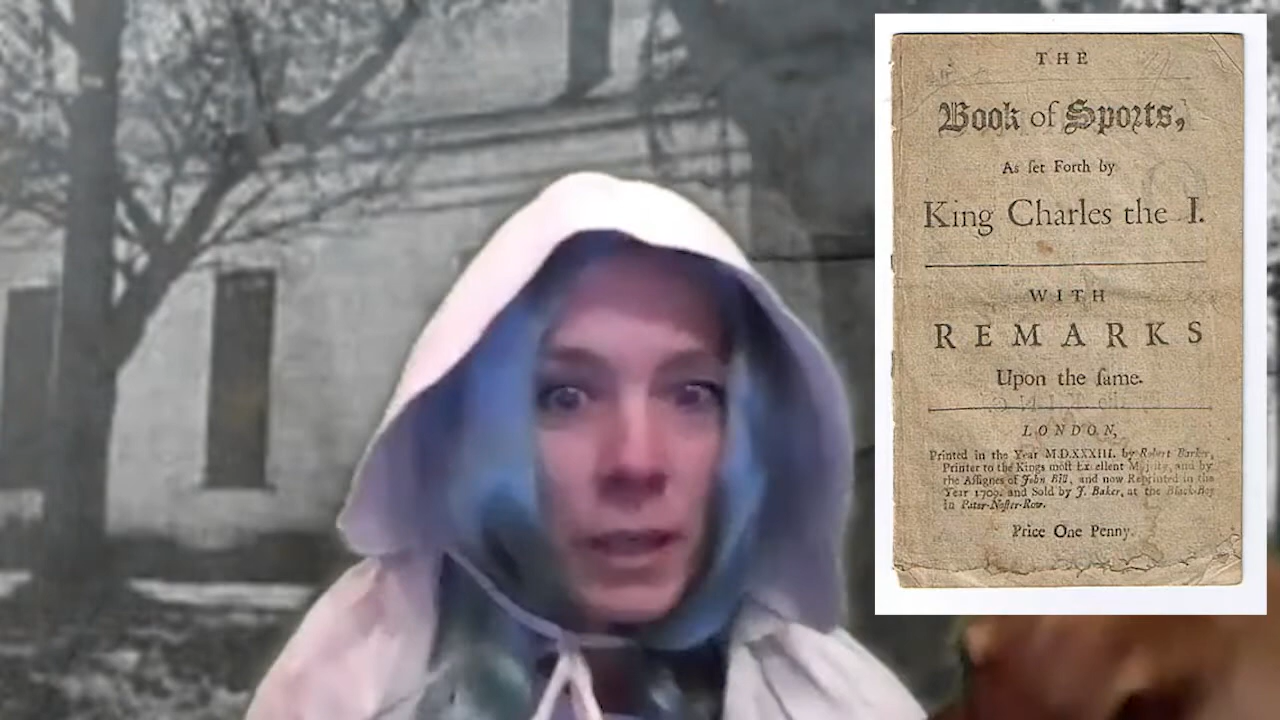 THE
Book of Sports,
As ſet Forth by
King Charles the I.
WITH
REMARKS
Upon the ſame.
LONDON,
Printed in the Year M.D.XXXIII. by Robert Barker,
Printer to the Kings moſt Excellent Majeſty, and by
the Aſſignes of John Bill, and now Reprinted in the
Year 1709. and Sold by J. Baker, at the Black-Boy
in Pater-Noſter-Row.
Price One Penny.